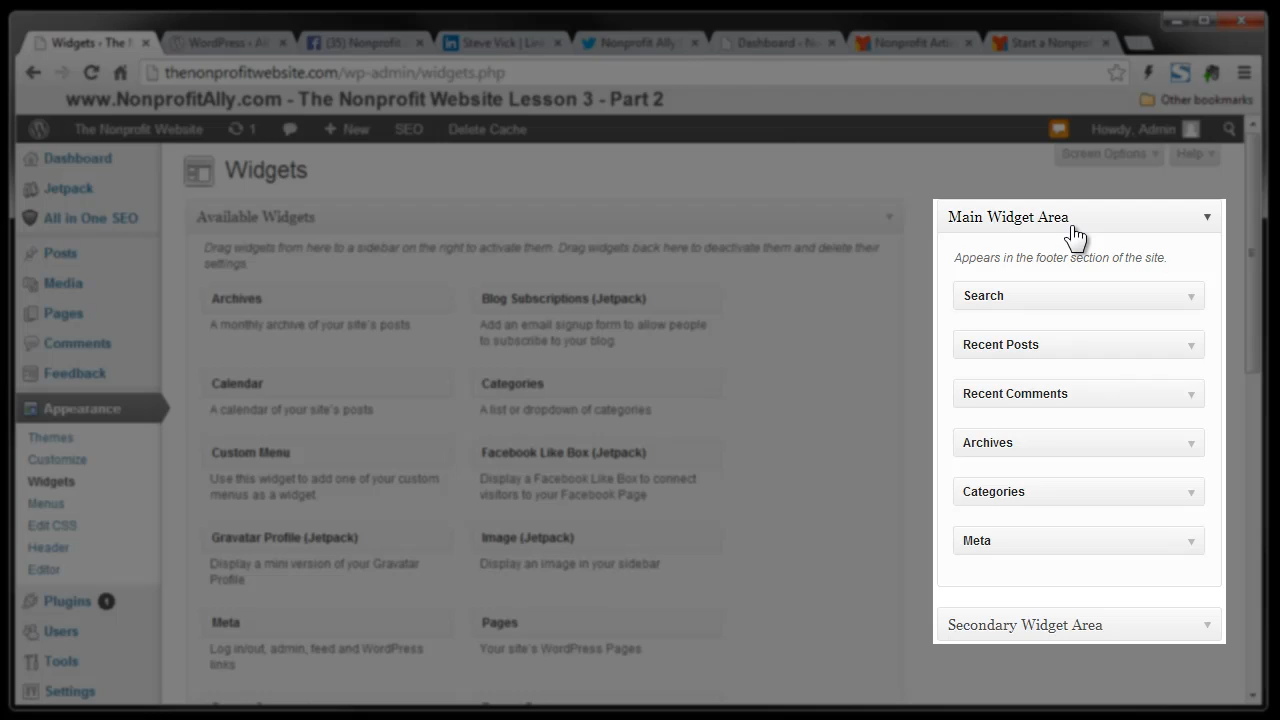 Widgets ‹ The N
WordPress › A
(35) Nonprofit
Steve Vick | Lin
Nonprofit Ally
Dashboard ‹ N
Nonprofit Arti
Start a Nonprof
thenonprofitwebsite.com/wp-admin/widgets.php
www.NonprofitAlly.com - The Nonprofit Website Lesson 3 - Part 2
Other bookmarks
The Nonprofit Website
1
New
SEO
Delete Cache
Howdy, Admin
Dashboard
Jetpack
All in One SEO
Posts
Media
Pages
Comments
Feedback
Appearance
Themes
Customize
Widgets
Menus
Edit CSS
Header
Editor
Plugins 1
Users
Tools
Settings
Screen Options
Help
Widgets
Available Widgets
Drag widgets from here to a sidebar on the right to activate them. Drag widgets back here to deactivate them and delete their
settings.
Archives
A monthly archive of your site's posts
Blog Subscriptions (Jetpack)
Add an email signup form to allow people
to subscribe to your blog
Calendar
A calendar of your site's posts
Categories
A list or dropdown of categories
Custom Menu
Use this widget to add one of your custom
menus as a widget.
Facebook Like Box (Jetpack)
Display a Facebook Like Box to connect
visitors to your Facebook Page
Gravatar Profile (Jetpack)
Display a mini version of your Gravatar
Profile
Image (Jetpack)
Display an image in your sidebar
Meta
Log in/out, admin, feed and WordPress
links
Pages
Your site's WordPress Pages
Main Widget Area
Appears in the footer section of the site.
Search
Recent Posts
Recent Comments
Archives
Categories
Meta
Secondary Widget Area